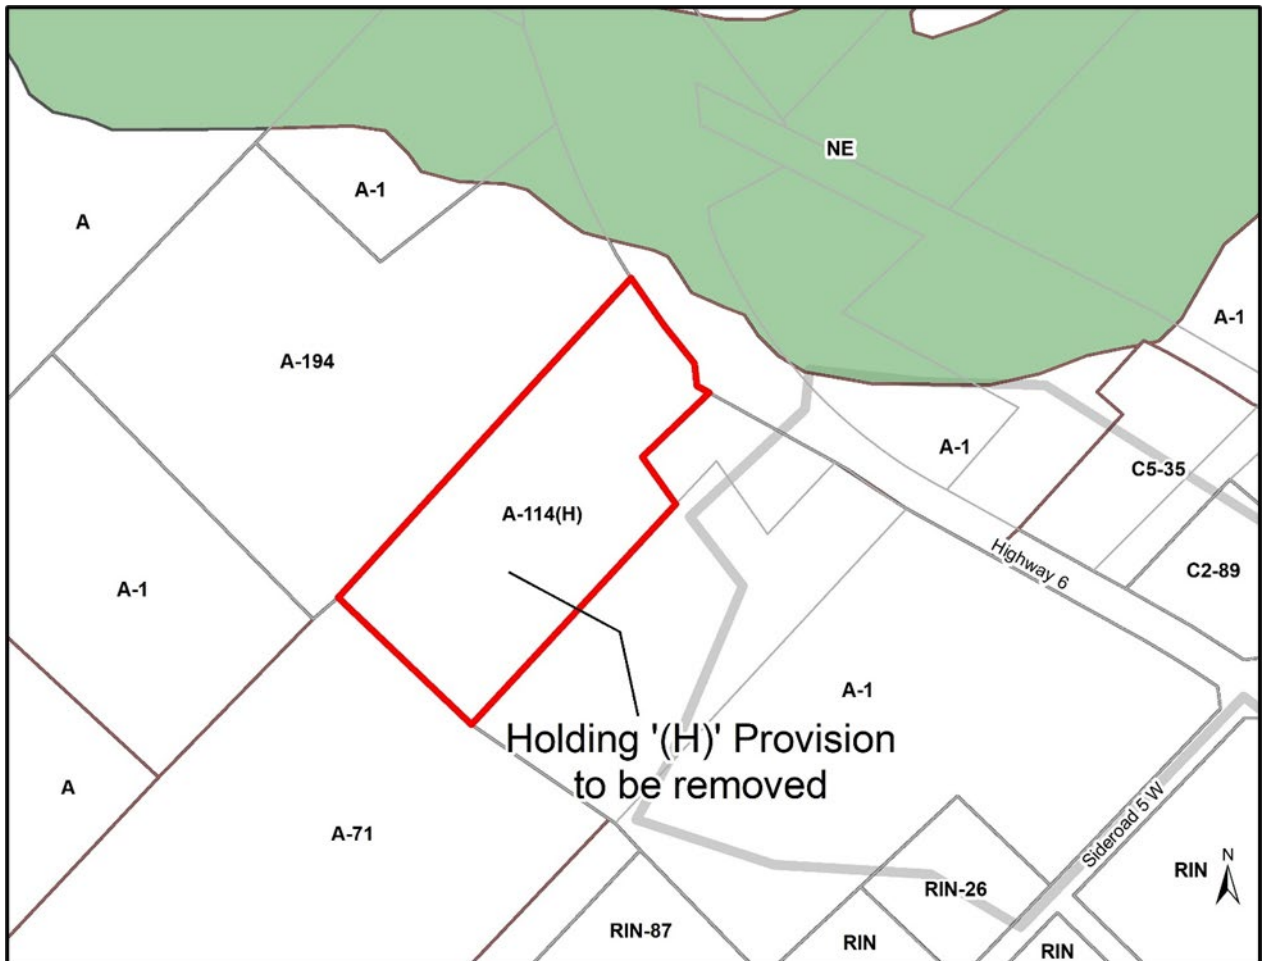 NE
A-1
A
A-1
A-194
A-1
C5-35
A-114(H)
Highway 6
C2-89
A-1
A-1
Holding '(H)' Provision
to be removed
A
Sideroad 5 W
A-71
N
RIN
RIN-26
RIN-87
RIN
RIN